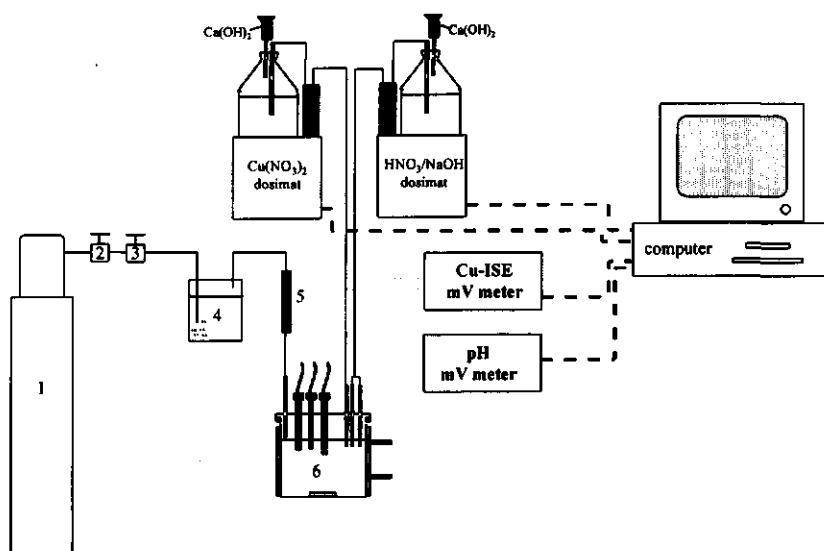 Ca(OH)2
Ca(OH)2
Cu(NO3)2
dosimat
HNO3/NaOH
dosimat
computer
Cu-ISE
mV meter
pH
mV meter
1
2
3
4
5
6